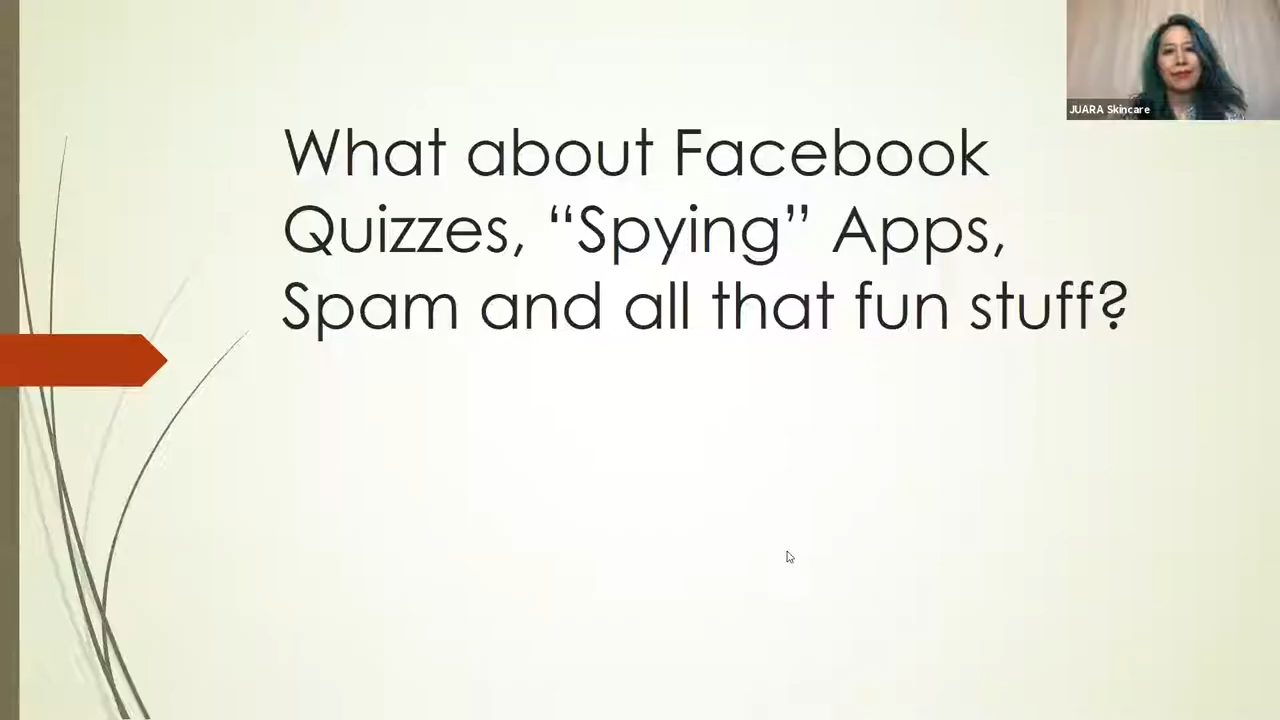 JUARA Skincare
What about Facebook
Quizzes, “Spying” Apps,
Spam and all that fun stuff?